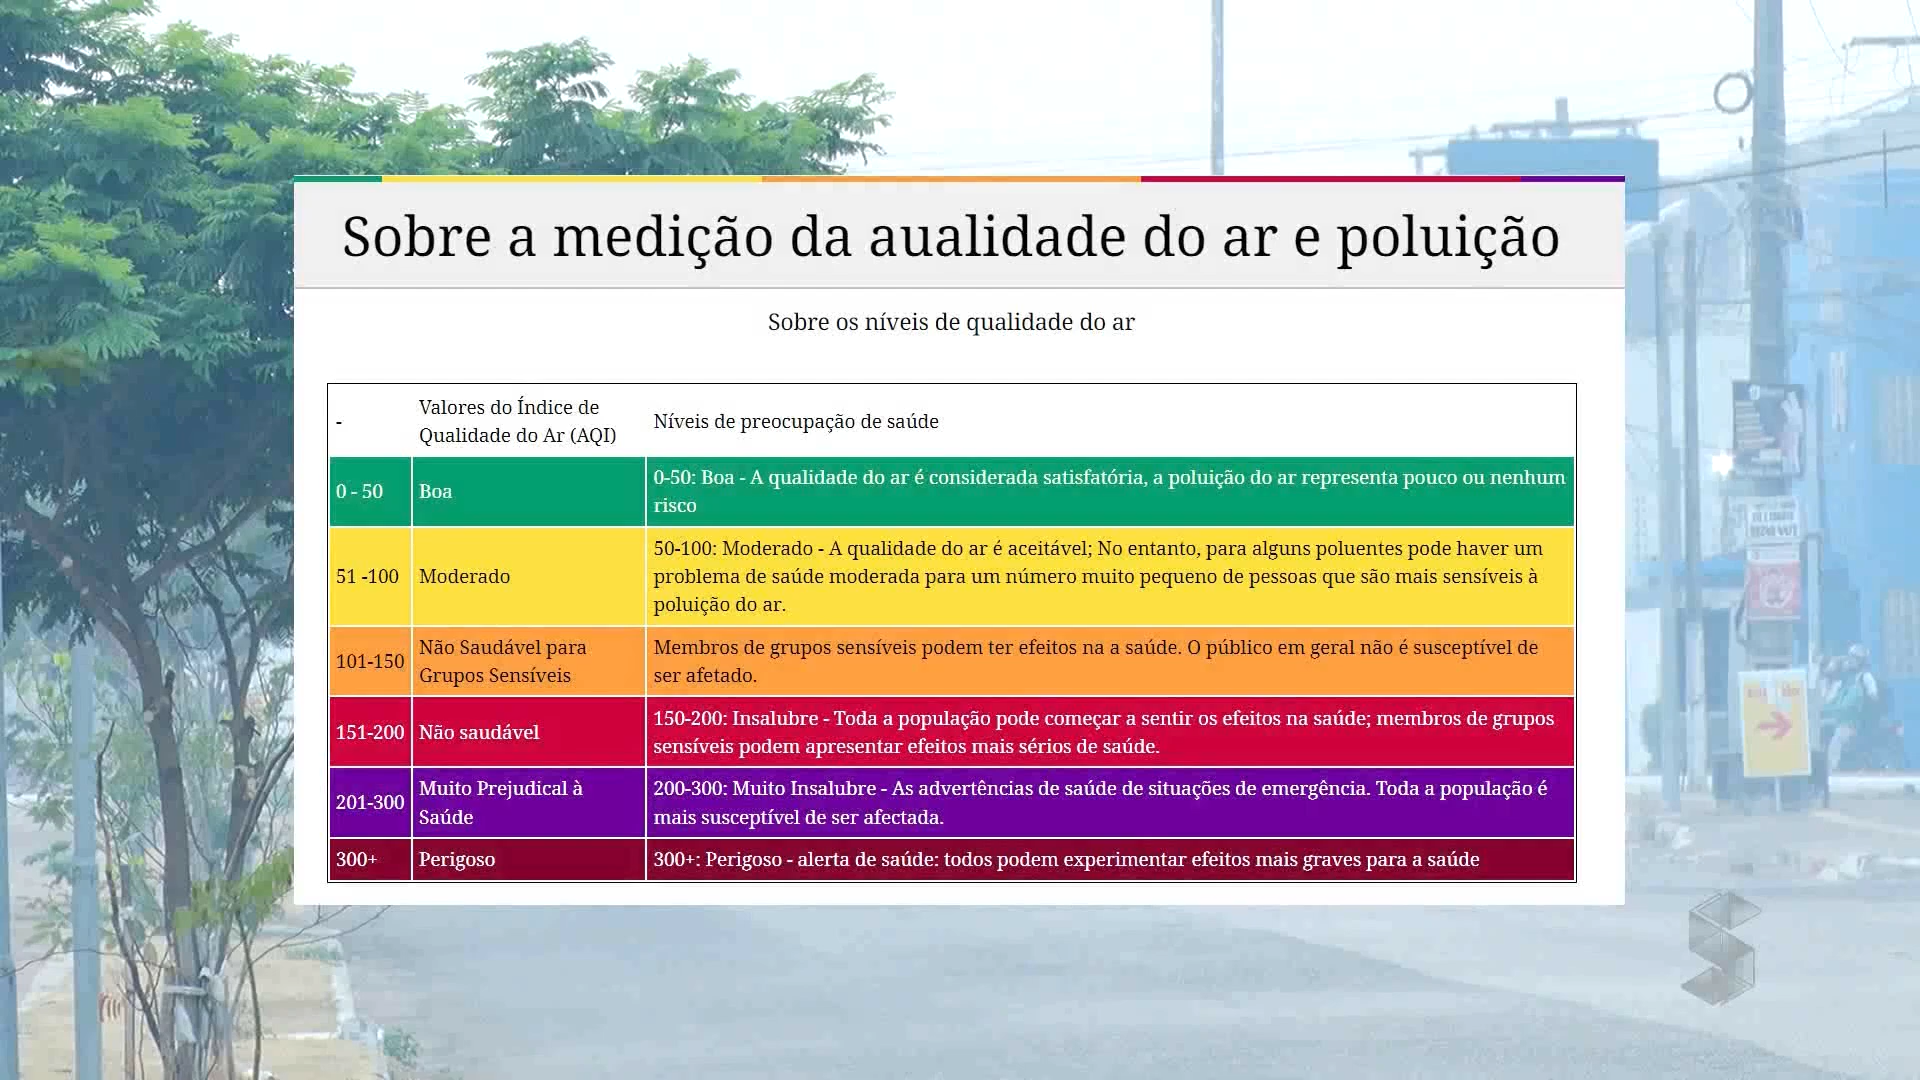 Sobre a medição da aualidade do ar e poluição
Sobre os níveis de qualidade do ar
-
Valores do Índice de
Qualidade do Ar (AQI)
Níveis de preocupação de saúde
0 - 50
Boa
0-50: Boa - A qualidade do ar é considerada satisfatória, a poluição do ar representa pouco ou nenhum
risco
51 -100
Moderado
50-100: Moderado - A qualidade do ar é aceitável; No entanto, para alguns poluentes pode haver um
problema de saúde moderada para um número muito pequeno de pessoas que são mais sensíveis à
poluição do ar.
101-150
Não Saudável para
Grupos Sensíveis
Membros de grupos sensíveis podem ter efeitos na a saúde. O público em geral não é susceptível de
ser afetado.
151-200
Não saudável
150-200: Insalubre - Toda a população pode começar a sentir os efeitos na saúde; membros de grupos
sensíveis podem apresentar efeitos mais sérios de saúde.
201-300
Muito Prejudical à
Saúde
200-300: Muito Insalubre - As advertências de saúde de situações de emergência. Toda a população é
mais susceptível de ser afectada.
300+
Perigoso
300+: Perigoso - alerta de saúde: todos podem experimentar efeitos mais graves para a saúde